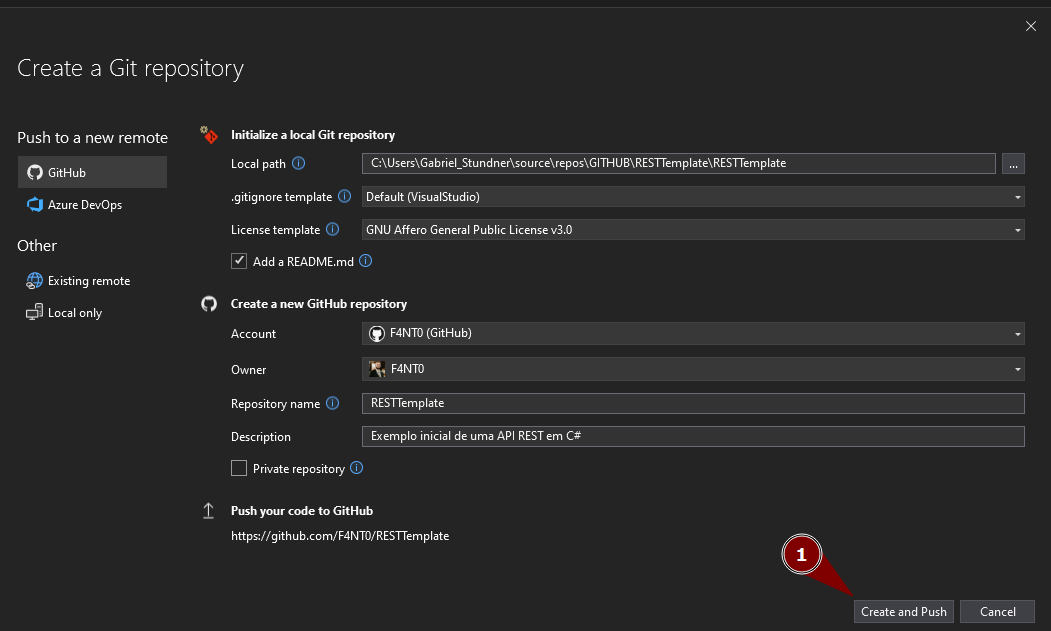 Create a Git repository
Push to a new remote
GitHub
Azure DevOps
Other
Existing remote
Local only
Initialize a local Git repository
Local path C:\Users\Gabriel_Stundner\source\repos\GITHUB\RESTTemplate\RESTTemplate ...
.gitignore template Default (VisualStudio)
License template GNU Affero General Public License v3.0
Add a README.md
Create a new GitHub repository
Account F4NT0 (GitHub)
Owner F4NT0
Repository name RESTTemplate
Description Exemplo inicial de uma API REST em C#
Private repository
Push your code to GitHub
https://github.com/F4NT0/RESTTemplate
1
Create and Push Cancel